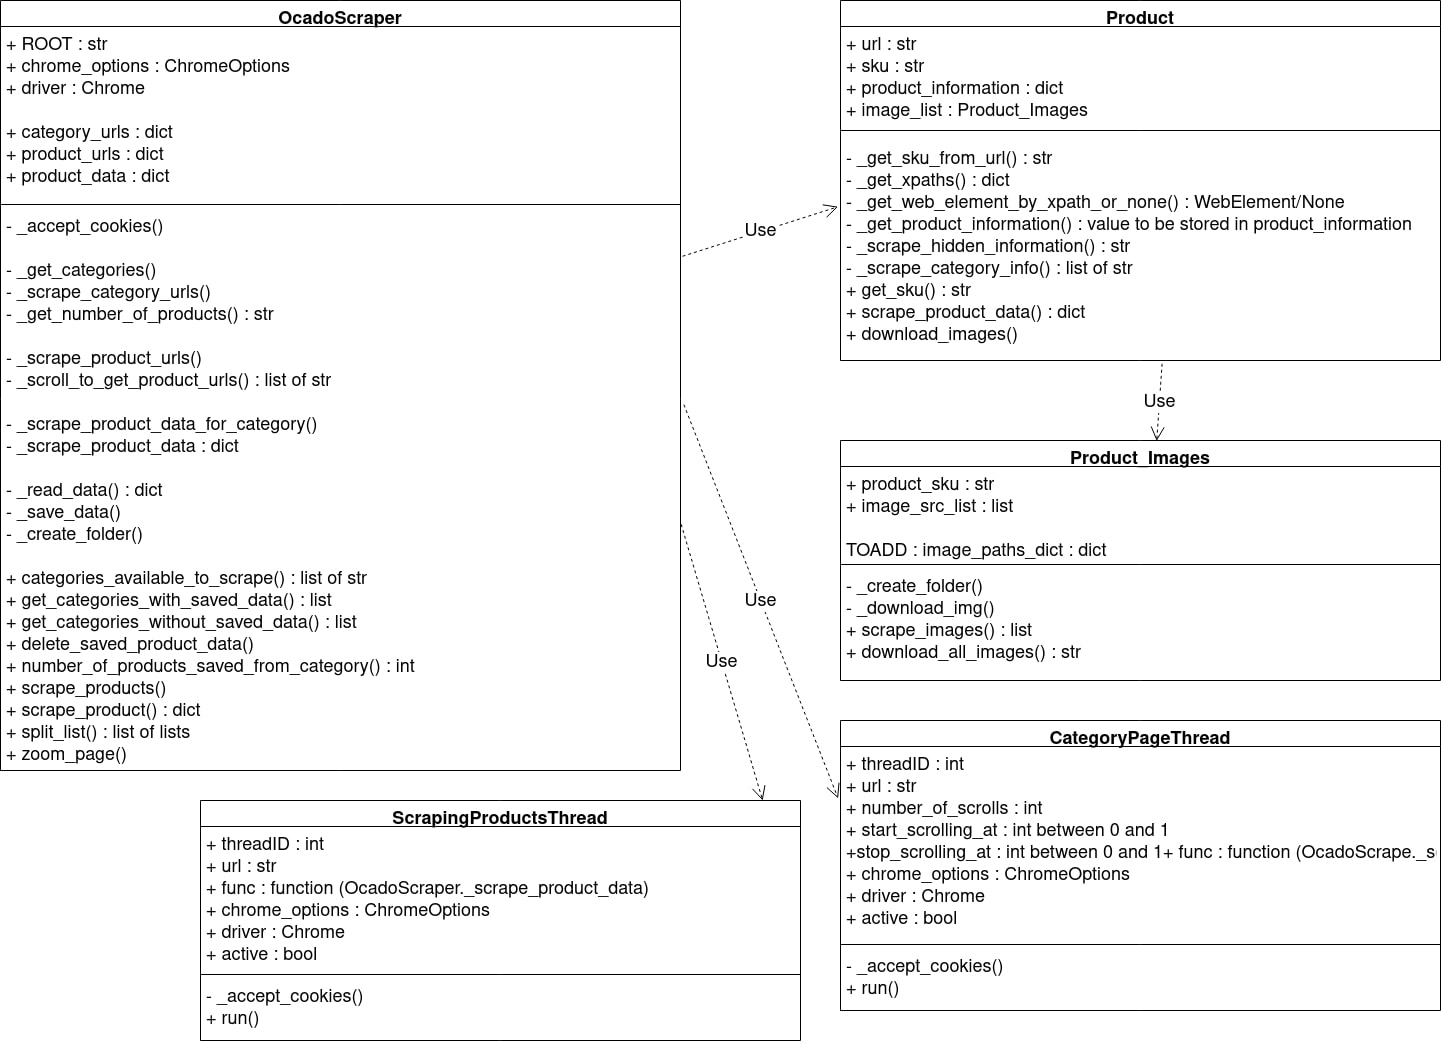 OcadoScraper
+ ROOT : str
+ chrome_options : ChromeOptions
+ driver : Chrome
+ category_urls : dict
+ product_urls : dict
+ product_data : dict
- _accept_cookies()
- _get_categories()
- _scrape_category_urls()
- _get_number_of_products() : str
- _scrape_product_urls()
- _scroll_to_get_product_urls() : list of str
- _scrape_product_data_for_category()
- _scrape_product_data : dict
- _read_data() : dict
- _save_data()
- _create_folder()
+ categories_available_to_scrape() : list of str
+ get_categories_with_saved_data() : list
+ get_categories_without_saved_data() : list
+ delete_saved_product_data()
+ number_of_products_saved_from_category() : int
+ scrape_products()
+ scrape_product() : dict
+ split_list() : list of lists
+ zoom_page()
Use
Use
Use
Product
+ url : str
+ sku : str
+ product_information : dict
+ image_list : Product_Images
- _get_sku_from_url() : str
- _get_xpaths() : dict
- _get_web_element_by_xpath_or_none() : WebElement/None
- _get_product_information() : value to be stored in product_information
- _scrape_hidden_information() : str
- _scrape_category_info() : list of str
+ get_sku() : str
+ scrape_product_data() : dict
+ download_images()
Use
Product_Images
+ product_sku : str
+ image_src_list : list
TOADD : image_paths_dict : dict
- _create_folder()
- _download_img()
+ scrape_images() : list
+ download_all_images() : str
CategoryPageThread
+ threadID : int
+ url : str
+ number_of_scrolls : int
+ start_scrolling_at : int between 0 and 1
+stop_scrolling_at : int between 0 and 1+ func : function (OcadoScrape._s
+ chrome_options : ChromeOptions
+ driver : Chrome
+ active : bool
- _accept_cookies()
+ run()
ScrapingProductsThread
+ threadID : int
+ url : str
+ func : function (OcadoScraper._scrape_product_data)
+ chrome_options : ChromeOptions
+ driver : Chrome
+ active : bool
- _accept_cookies()
+ run()